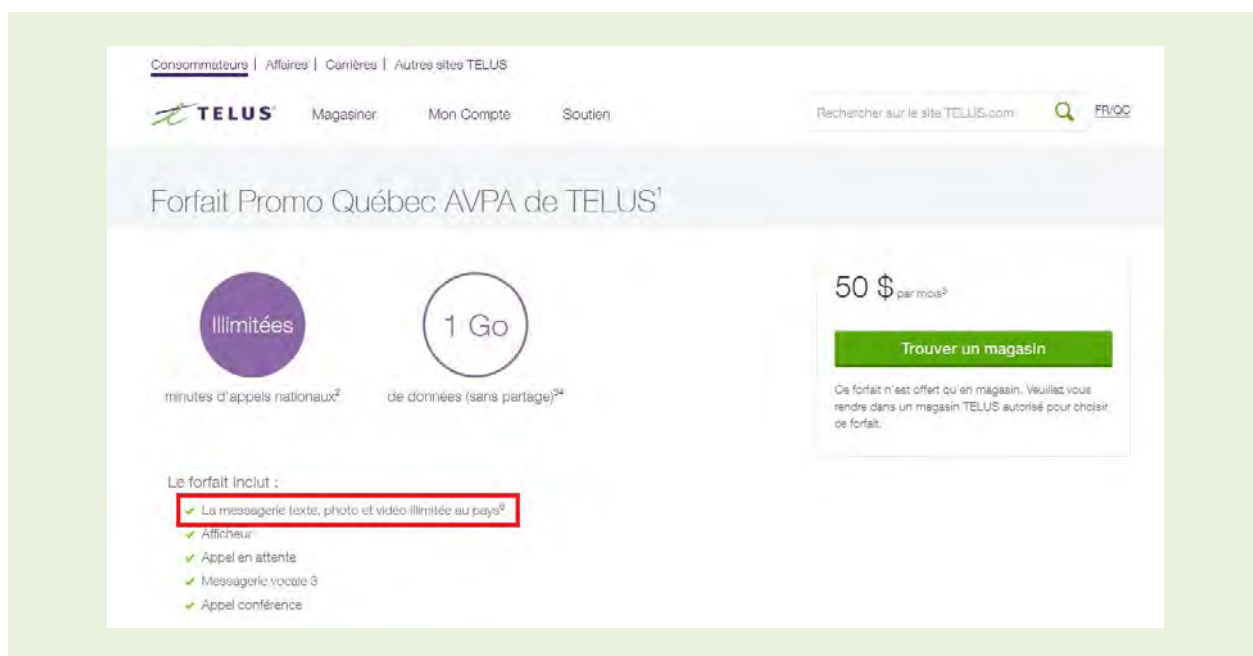 Consommateurs | Affaires | Carrières | Autres sites TELUS
TELUS Magasiner Mon Compte Soutien Rechercher sur le site TELUS.com FR/QC
Forfait Promo Québec AVPA de TELUS¹
Illimitées
minutes d'appels nationaux²
1 Go
de données (sans partage)³⁴
50 $ par mois⁵
Trouver un magasin
Ce forfait n'est offert qu'en magasin. Veuillez vous
rendre dans un magasin TELUS autorisé pour choisir
ce forfait.
Le forfait inclut :
La messagerie texte, photo et vidéo illimitée au pays⁶
Afficheur
Appel en attente
Messagerie vocale 3
Appel conférence